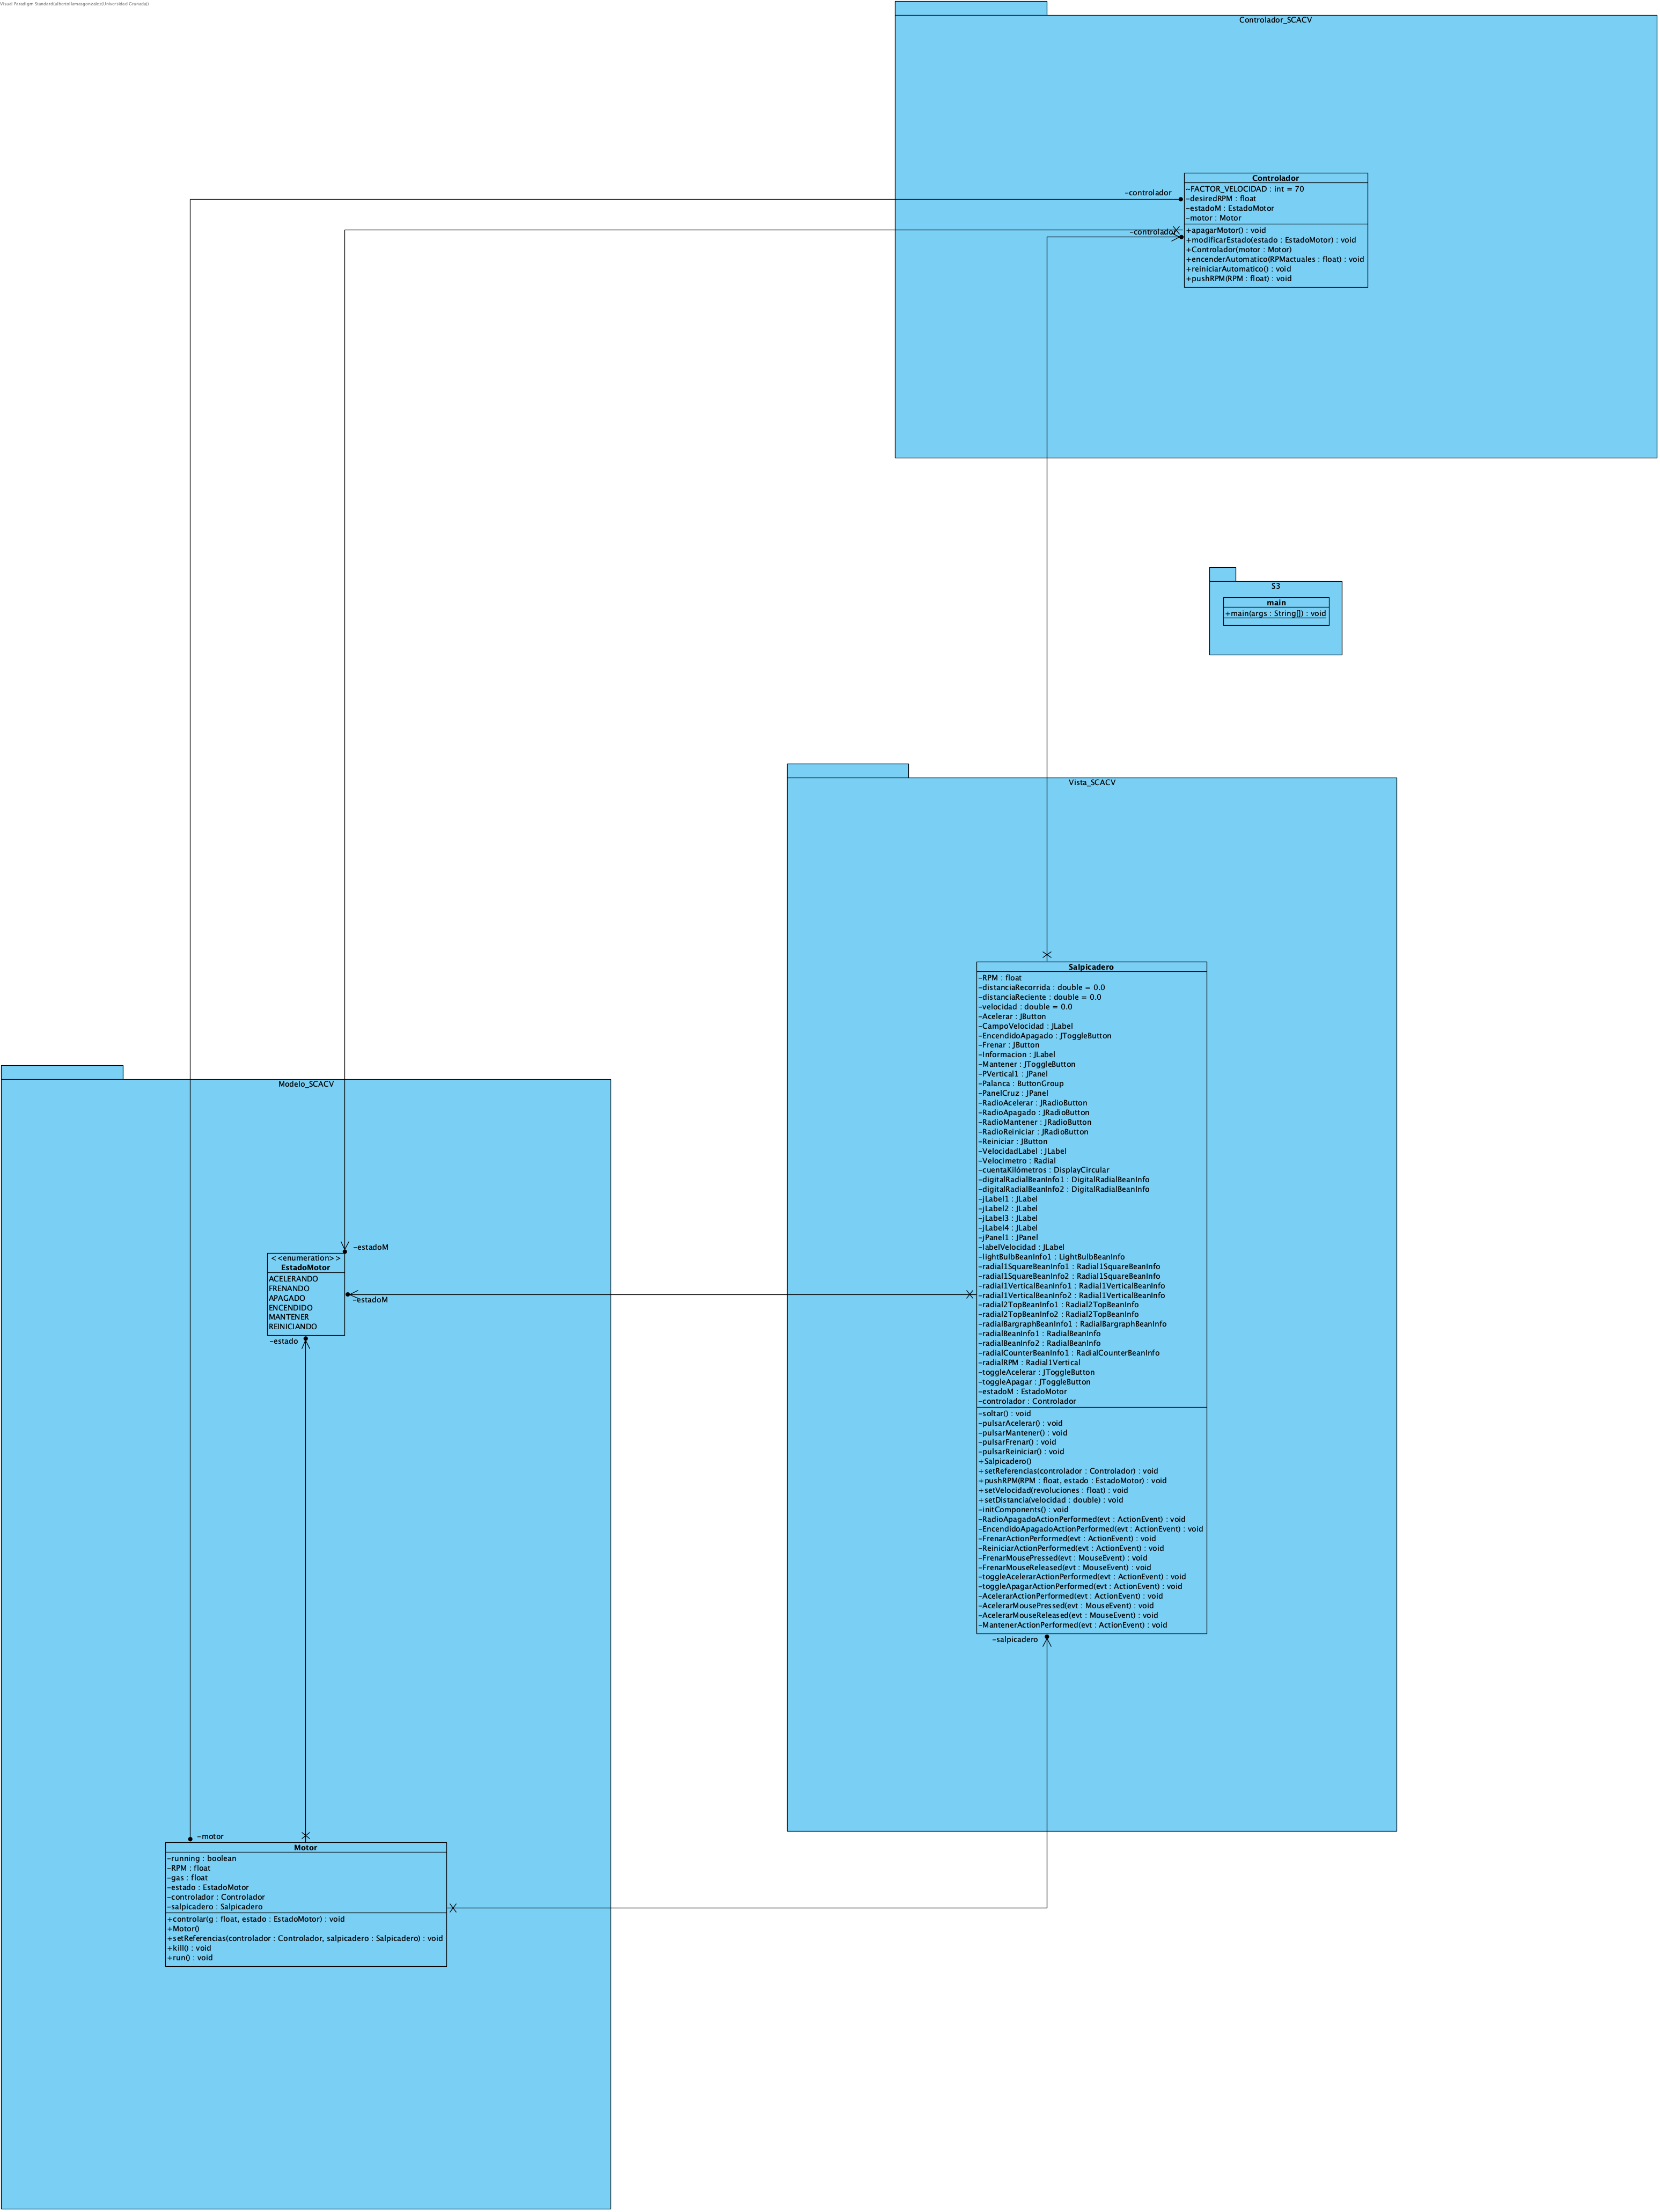 Visual Paradigm Standard(albertollamasgonzalez(Universidad Granada))
Controlador_SCACV
Controlador
-FACTOR_VELOCIDAD : int = 70
-desiredRPM : float
-estadoM : EstadoMotor
-motor : Motor
+apagarMotor() : void
+modificarEstado(estado : EstadoMotor) : void
+Controlador(motor : Motor)
+encenderAutomatico(RPMactuales : float) : void
+reiniciarAutomatico() : void
+pushRPM(RPM : float) : void
-controlador
-controlador
S3
main
+main(args : String[]) : void
Vista_SCACV
Salpicadero
-RPM : float
-distanciaRecorrida : double = 0.0
-distanciaReciente : double = 0.0
-velocidad : double = 0.0
-Acelerar : JButton
-CampoVelocidad : JLabel
-EncendidoApagado : JToggleButton
-Frenar : JButton
-Informacion : JLabel
-Mantener : JToggleButton
-PVertical1 : JPanel
-Palanca : ButtonGroup
-PanelCruz : JPanel
-RadioAcelerar : JRadioButton
-RadioApagado : JRadioButton
-RadioMantener : JRadioButton
-RadioReiniciar : JRadioButton
-Reiniciar : JButton
-VelocidadLabel : JLabel
-Velocimetro : Radial
-cuentaKilómetros : DisplayCircular
-digitalRadialBeanInfo1 : DigitalRadialBeanInfo
-digitalRadialBeanInfo2 : DigitalRadialBeanInfo
-jLabel1 : JLabel
-jLabel2 : JLabel
-jLabel3 : JLabel
-jLabel4 : JLabel
-jPanel1 : JPanel
-labelVelocidad : JLabel
-lightBulbBeanInfo1 : LightBulbBeanInfo
-radial1SquareBeanInfo1 : Radial1SquareBeanInfo
-radial1SquareBeanInfo2 : Radial1SquareBeanInfo
-radial1VerticalBeanInfo1 : Radial1VerticalBeanInfo
-radial1VerticalBeanInfo2 : Radial1VerticalBeanInfo
-radial2TopBeanInfo1 : Radial2TopBeanInfo
-radial2TopBeanInfo2 : Radial2TopBeanInfo
-radialBargraphBeanInfo1 : RadialBargraphBeanInfo
-radialBeanInfo1 : RadialBeanInfo
-radialBeanInfo2 : RadialBeanInfo
-radialCounterBeanInfo1 : RadialCounterBeanInfo
-radialRPM : Radial1Vertical
-toggleAcelerar : JToggleButton
-toggleApagar : JToggleButton
-estadoM : EstadoMotor
-controlador : Controlador
-soltar() : void
-pulsarAcelerar() : void
-pulsarMantener() : void
-pulsarFrenar() : void
-pulsarReiniciar() : void
+Salpicadero()
+setReferencias(controlador : Controlador) : void
+pushRPM(RPM : float, estado : EstadoMotor) : void
+setVelocidad(revoluciones : float) : void
+setDistancia(velocidad : double) : void
-initComponents() : void
-RadioApagadoActionPerformed(evt : ActionEvent) : void
-EncendidoApagadoActionPerformed(evt : ActionEvent) : void
-FrenarActionPerformed(evt : ActionEvent) : void
-ReiniciarActionPerformed(evt : ActionEvent) : void
-FrenarMousePressed(evt : MouseEvent) : void
-FrenarMouseReleased(evt : MouseEvent) : void
-toggleAcelerarActionPerformed(evt : ActionEvent) : void
-toggleApagarActionPerformed(evt : ActionEvent) : void
-AcelerarActionPerformed(evt : ActionEvent) : void
-AcelerarMousePressed(evt : MouseEvent) : void
-AcelerarMouseReleased(evt : MouseEvent) : void
-MantenerActionPerformed(evt : ActionEvent) : void
-salpicadero
Modelo_SCACV
-estadoM
<<enumeration>>
EstadoMotor
ACELERANDO
FRENANDO
APAGADO
ENCENDIDO
MANTENER
REINICIANDO
-estadoM
-estado
-motor
Motor
-running : boolean
-RPM : float
-gas : float
-estado : EstadoMotor
-controlador : Controlador
-salpicadero : Salpicadero
+controlar(g : float, estado : EstadoMotor) : void
+Motor()
+setReferencias(controlador : Controlador, salpicadero : Salpicadero) : void
+kill() : void
+run() : void